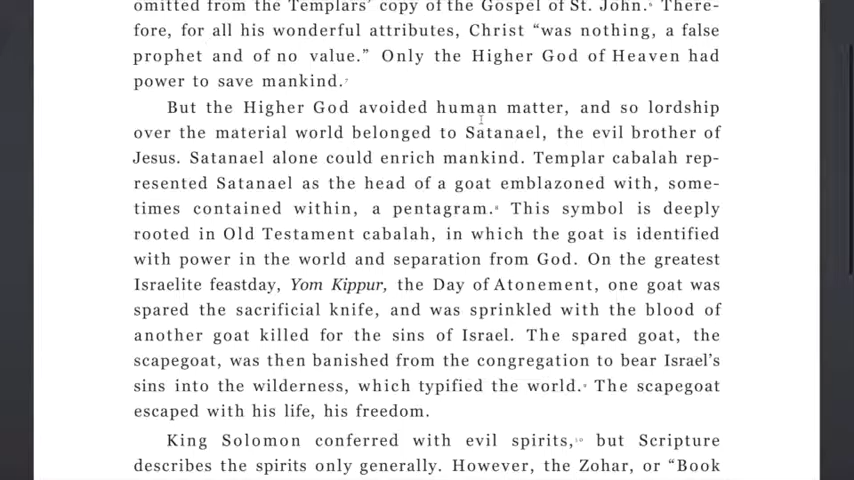 omitted from the Templars' copy of the Gospel of St. John.⁶ There-
fore, for all his wonderful attributes, Christ “was nothing, a false
prophet and of no value.” Only the Higher God of Heaven had
power to save mankind.⁷
But the Higher God avoided human matter, and so lordship
over the material world belonged to Satanael, the evil brother of
Jesus. Satanael alone could enrich mankind. Templar cabalah rep-
resented Satanael as the head of a goat emblazoned with, some-
times contained within, a pentagram.⁸ This symbol is deeply
rooted in Old Testament cabalah, in which the goat is identified
with power in the world and separation from God. On the greatest
Israelite feastday, Yom Kippur, the Day of Atonement, one goat was
spared the sacrificial knife, and was sprinkled with the blood of
another goat killed for the sins of Israel. The spared goat, the
scapegoat, was then banished from the congregation to bear Israel’s
sins into the wilderness, which typified the world.⁹ The scapegoat
escaped with his life, his freedom.
King Solomon conferred with evil spirits,¹⁰ but Scripture
describes the spirits only generally. However, the Zohar, or “Book